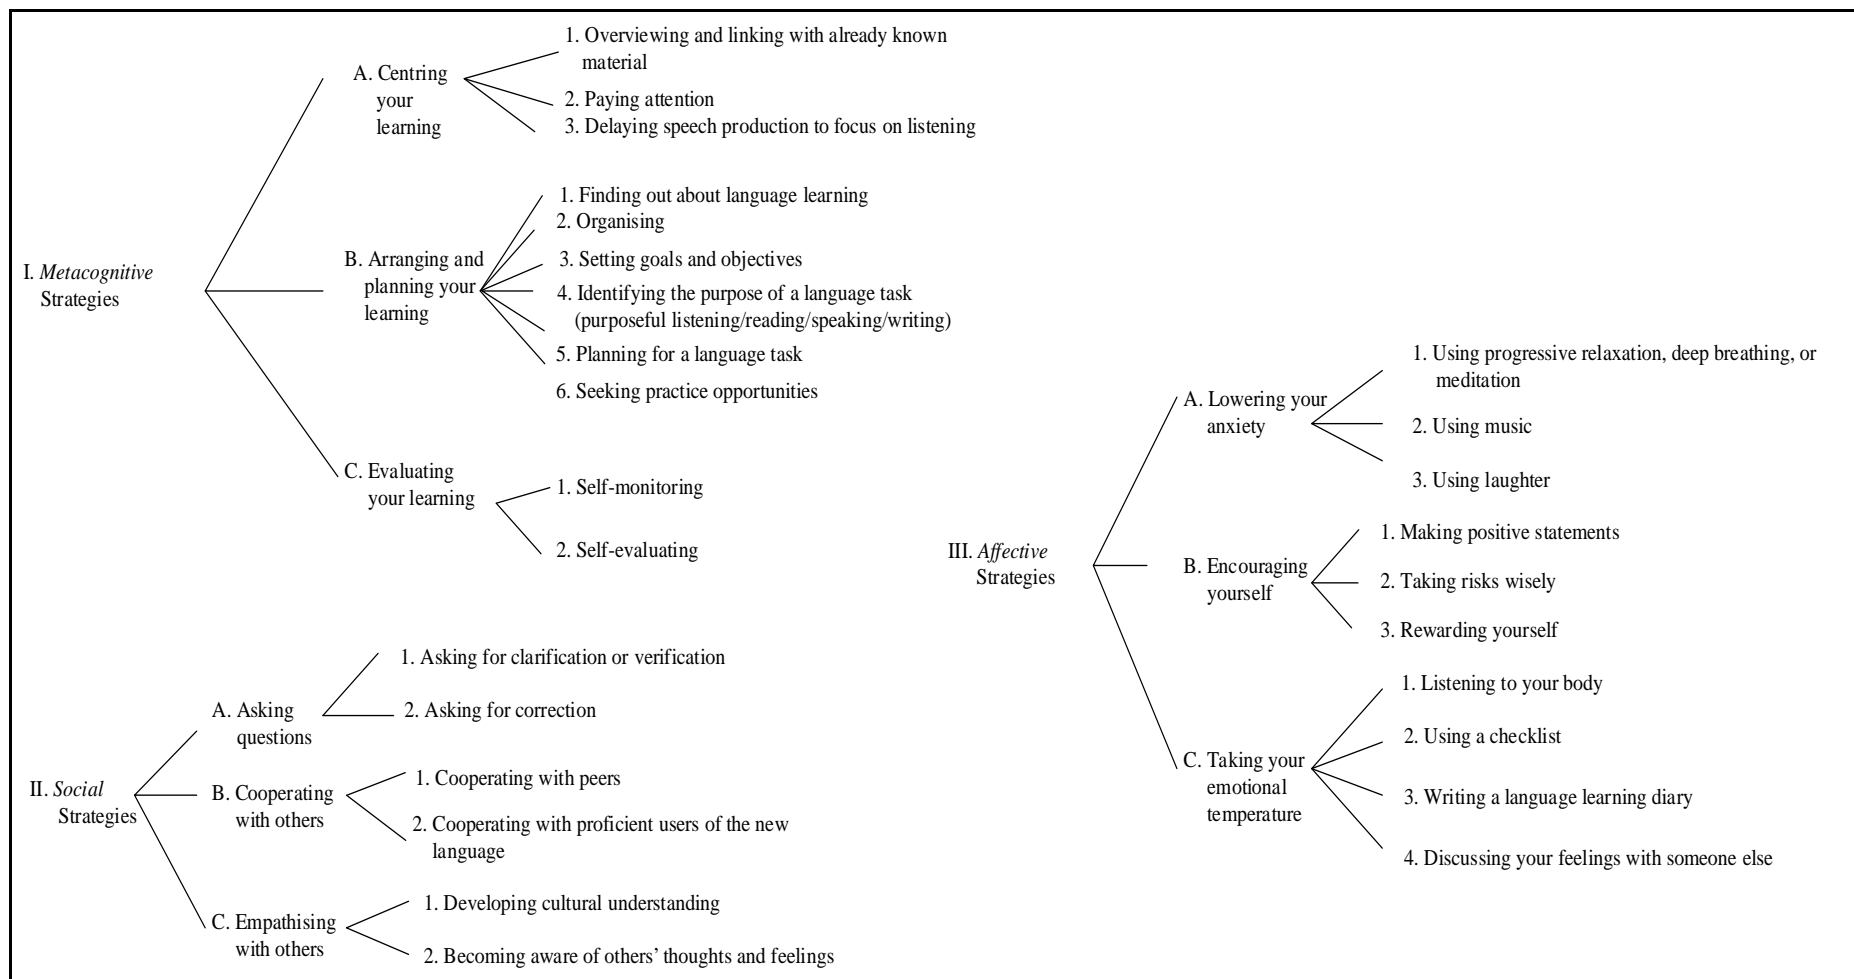 I. Metacognitive
Strategies
A. Centring
your
learning
1. Overviewing and linking with already known
material
2. Paying attention
3. Delaying speech production to focus on listening
B. Arranging and
planning your
learning
1. Finding out about language learning
2. Organising
3. Setting goals and objectives
4. Identifying the purpose of a language task
(purposeful listening/reading/speaking/writing)
5. Planning for a language task
6. Seeking practice opportunities
C. Evaluating
your learning
1. Self-monitoring
2. Self-evaluating
II. Social
Strategies
A. Asking
questions
1. Asking for clarification or verification
2. Asking for correction
B. Cooperating
with others
1. Cooperating with peers
2. Cooperating with proficient users of the new
language
C. Empathising
with others
1. Developing cultural understanding
2. Becoming aware of others’ thoughts and feelings
III. Affective
Strategies
A. Lowering your
anxiety
1. Using progressive relaxation, deep breathing, or
meditation
2. Using music
3. Using laughter
B. Encouraging
yourself
1. Making positive statements
2. Taking risks wisely
3. Rewarding yourself
C. Taking your
emotional
temperature
1. Listening to your body
2. Using a checklist
3. Writing a language learning diary
4. Discussing your feelings with someone else